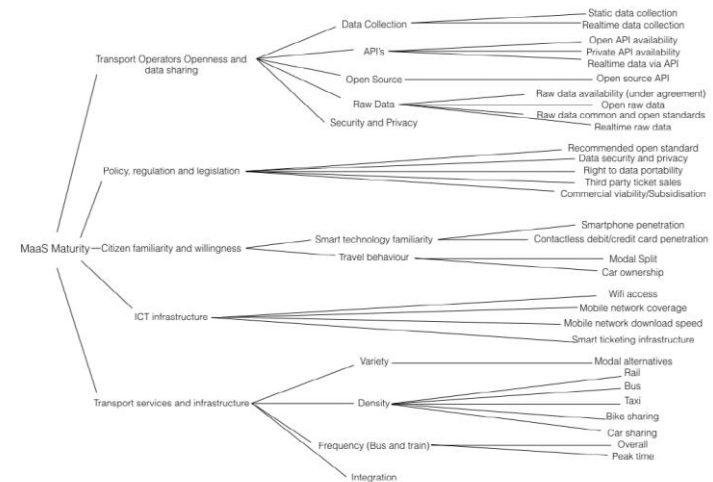 Static data collection
Data Collection
Realtime data collection
Open API availability
Transport Operators Openness and
data sharing
API's
Private API availability
Realtime data via API
Open Source
Open source API
Raw data availability (under agreement)
Raw Data
Open raw data
Raw data common and open standards
Security and Privacy
Realtime raw data
Recommended open standard
Data security and privacy
Policy, regulation and legislation
Right to data portability
Third party ticket sales
Commercial viability/Subsidisation
Smartphone penetration
Smart technology familiarity
Contactless debit/credit card penetration
MaaS Maturity
Citizen familiarity and willingness
Travel behaviour
Modal Split
Car ownership
Wifi access
Mobile network coverage
ICT infrastructure
Mobile network download speed
Smart ticketing infrastructure
Variety
Modal alternatives
Rail
Bus
Transport services and infrastructure
Density
Taxi
Bike sharing
Car sharing
Frequency (Bus and train)
Overall
Peak time
Integration